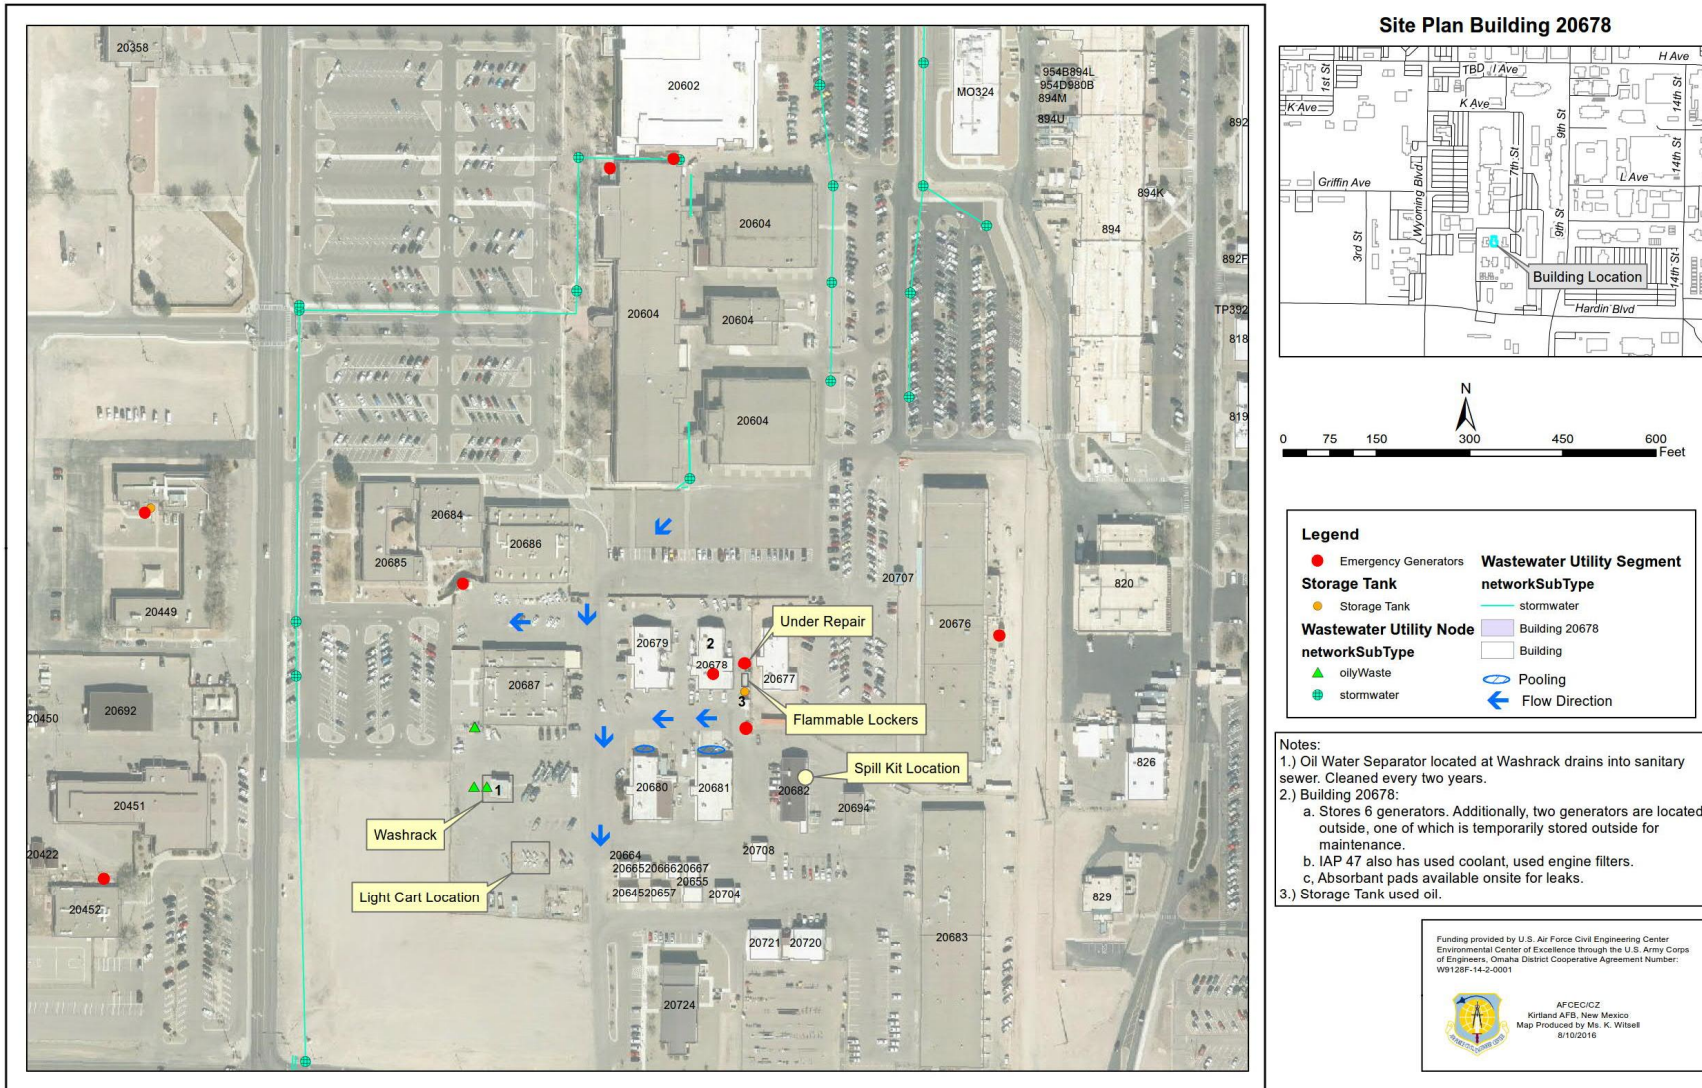 Site Plan Building 20678
H Ave
TBD
I Ave
1st St
K Ave
K Ave
14th St
9th St
7th St
L Ave
14th St
Griffin Ave
Wyoming Blvd
3rd St
9th St
14th St
Building Location
Hardin Blvd
N
0 75 150 300 450 600
Feet
Legend
Emergency Generators
Storage Tank
Storage Tank
Wastewater Utility Node
networkSubType
oilyWaste
stormwater
Wastewater Utility Segment
networkSubType
stormwater
Building 20678
Building
Pooling
Flow Direction
Notes:
1.) Oil Water Separator located at Washrack drains into sanitary
sewer. Cleaned every two years.
2.) Building 20678:
a. Stores 6 generators. Additionally, two generators are located
outside, one of which is temporarily stored outside for
maintenance.
b. IAP 47 also has used coolant, used engine filters.
c, Absorbant pads available onsite for leaks.
3.) Storage Tank used oil.
Funding provided by U.S. Air Force Civil Engineering Center
Environmental Center of Excellence through the U.S. Army Corps
of Engineers, Omaha District Cooperative Agreement Number:
W9128F-14-2-0001
AFCEC/CZ
Kirtland AFB, New Mexico
Map Produced by Ms. K. Witsell
8/10/2016
20358
20602
MO324
954B894L
954D980B
894M
894U
892
894K
20604
894
892F
20604
20604
TP392
818
20604
819
20684
20686
20685
20707
820
20449
20676
Under Repair
20679
2
20678
20677
20687
3
Flammable Lockers
20450
20692
Spill Kit Location
826
1
20680
20681
20682
20694
20451
Washrack
20422
20664
20708
20665
20666
20667
20655
20645
20657
20704
Light Cart Location
829
20452
20721
20720
20683
20724